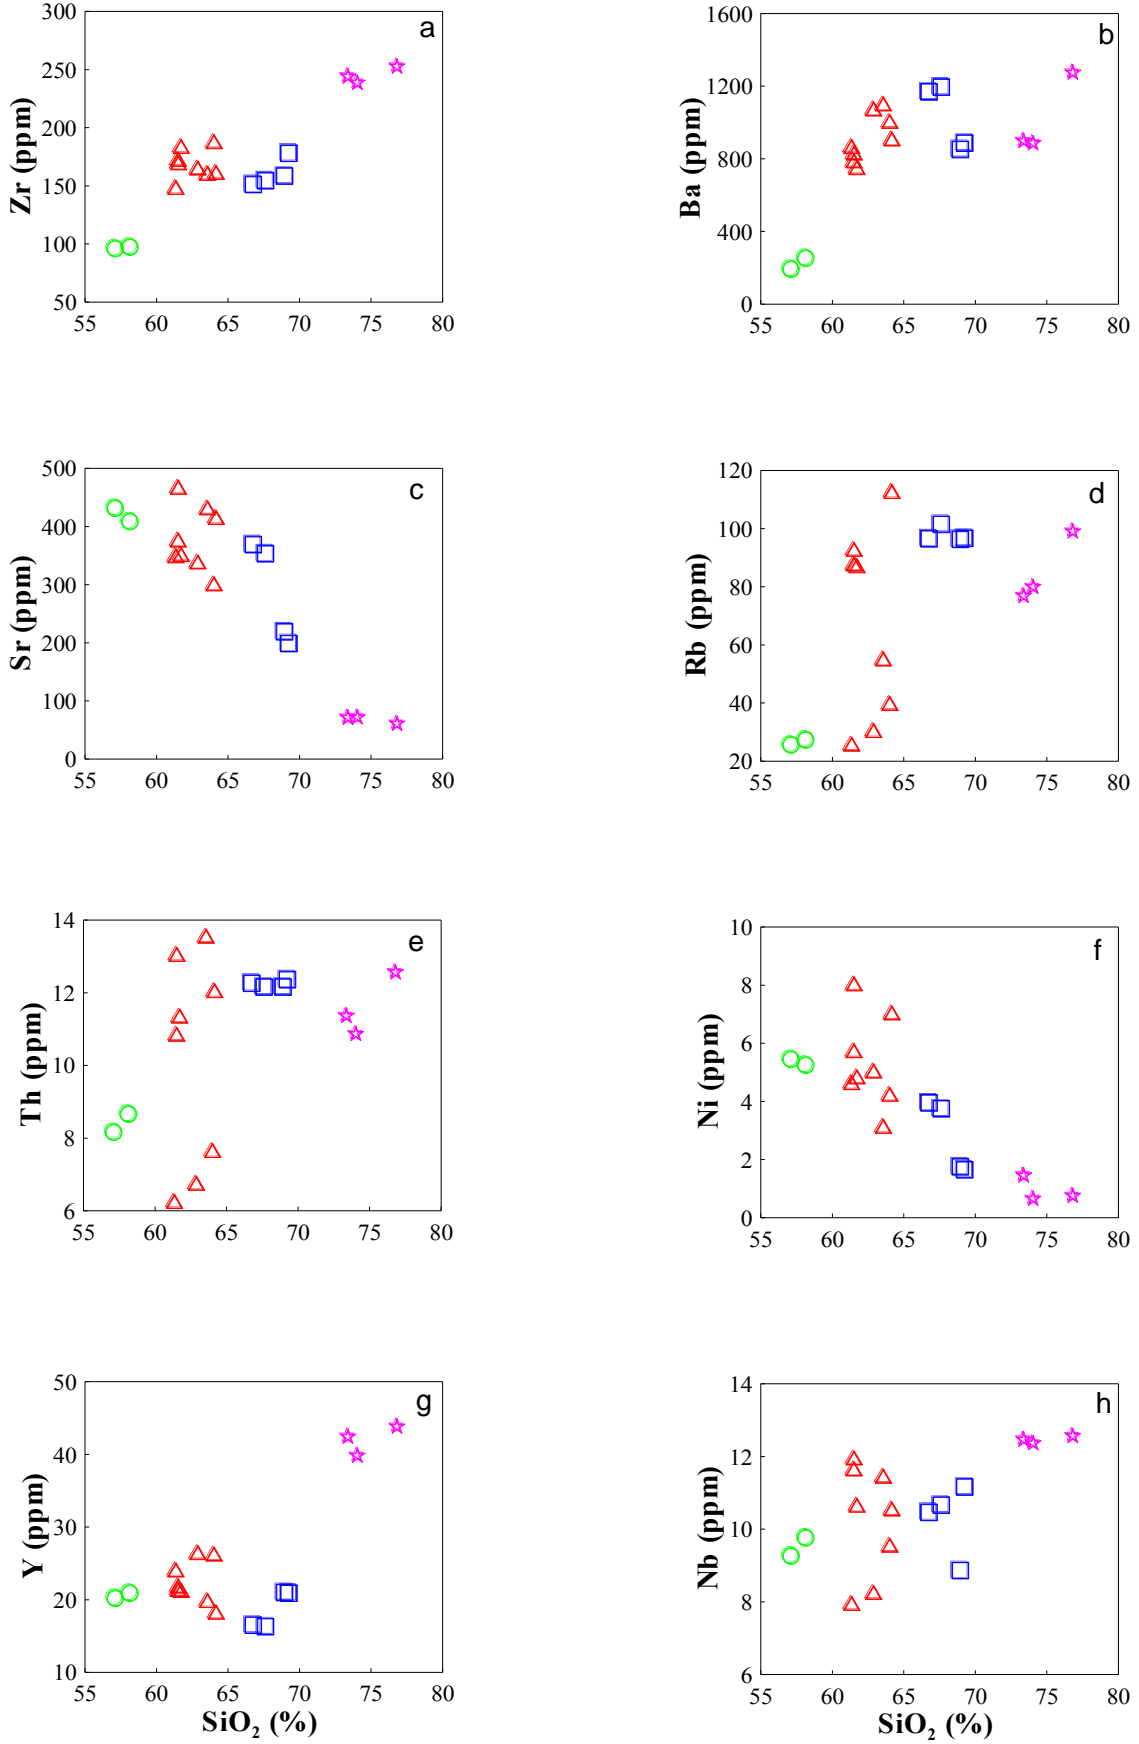 a
Zr (ppm)
300
250
200
150
100
50
55 60 65 70 75 80
b
Ba (ppm)
1600
1200
800
400
0
55 60 65 70 75 80
c
Sr (ppm)
500
400
300
200
100
0
55 60 65 70 75 80
d
Rb (ppm)
120
100
80
60
40
20
55 60 65 70 75 80
e
Th (ppm)
14
12
10
8
6
55 60 65 70 75 80
f
Ni (ppm)
10
8
6
4
2
0
55 60 65 70 75 80
g
Y (ppm)
50
40
30
20
10
55 60 65 70 75 80
SiO₂ (%)
h
Nb (ppm)
14
12
10
8
6
55 60 65 70 75 80
SiO₂ (%)